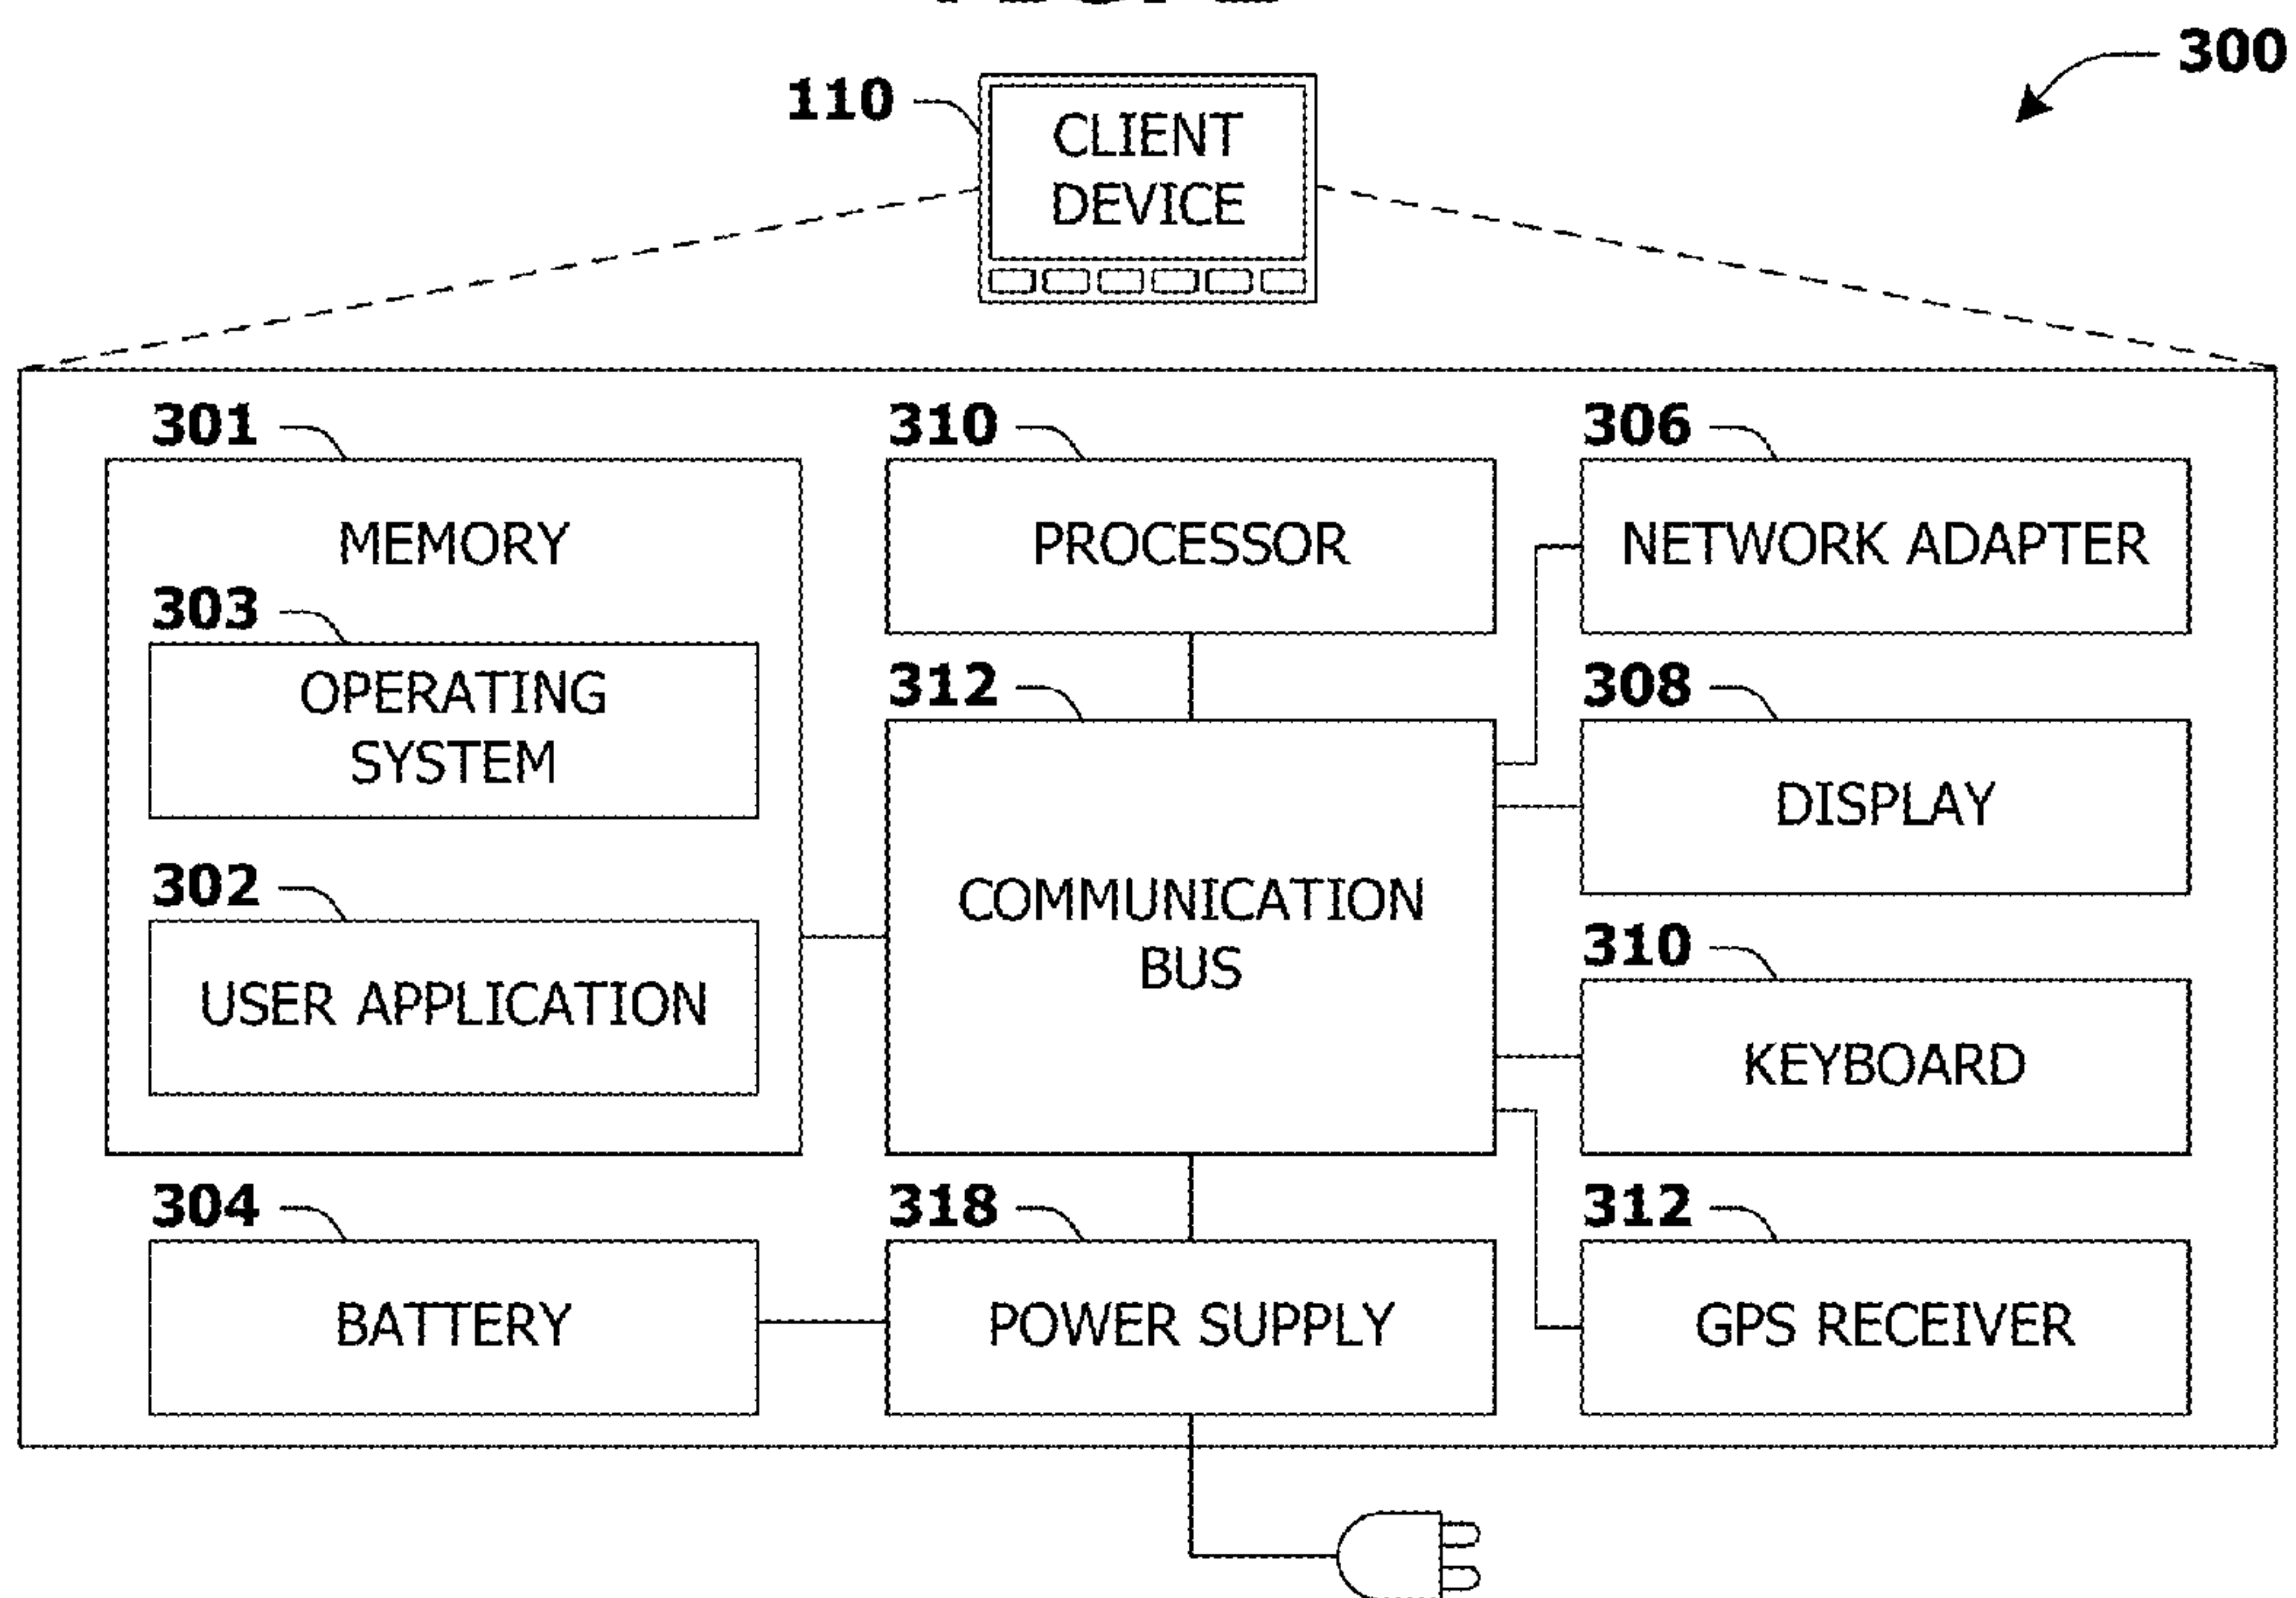 300
110
CLIENT
DEVICE
301
310
306
MEMORY
PROCESSOR
NETWORK ADAPTER
303
OPERATING
SYSTEM
312
308
DISPLAY
302
USER APPLICATION
COMMUNICATION
BUS
310
KEYBOARD
304
318
312
BATTERY
POWER SUPPLY
GPS RECEIVER